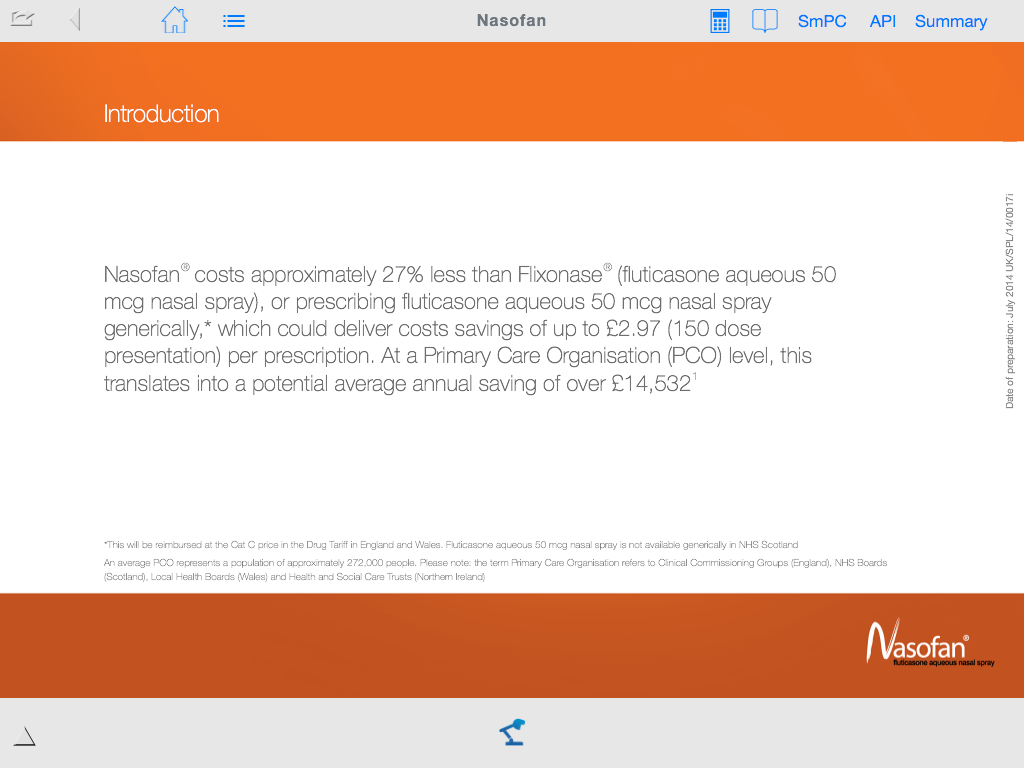 Nasofan
SmPC API Summary
Introduction
Nasofan® costs approximately 27% less than Flixonase® (fluticasone aqueous 50
mcg nasal spray), or prescribing fluticasone aqueous 50 mcg nasal spray
generically,* which could deliver costs savings of up to £2.97 (150 dose
presentation) per prescription. At a Primary Care Organisation (PCO) level, this
translates into a potential average annual saving of over £14,532¹
Date of preparation: July 2014 UK/SPL/14/0017i
*This will be reimbursed at the Cat C price in the Drug Tariff in England and Wales. Fluticasone aqueous 50 mcg nasal spray is not available generically in NHS Scotland
An average PCO represents a population of approximately 272,000 people. Please note: the term Primary Care Organisation refers to Clinical Commissioning Groups (England), NHS Boards
(Scotland), Local Health Boards (Wales) and Health and Social Care Trusts (Northern Ireland)
Nasofan®
fluticasone aqueous nasal spray